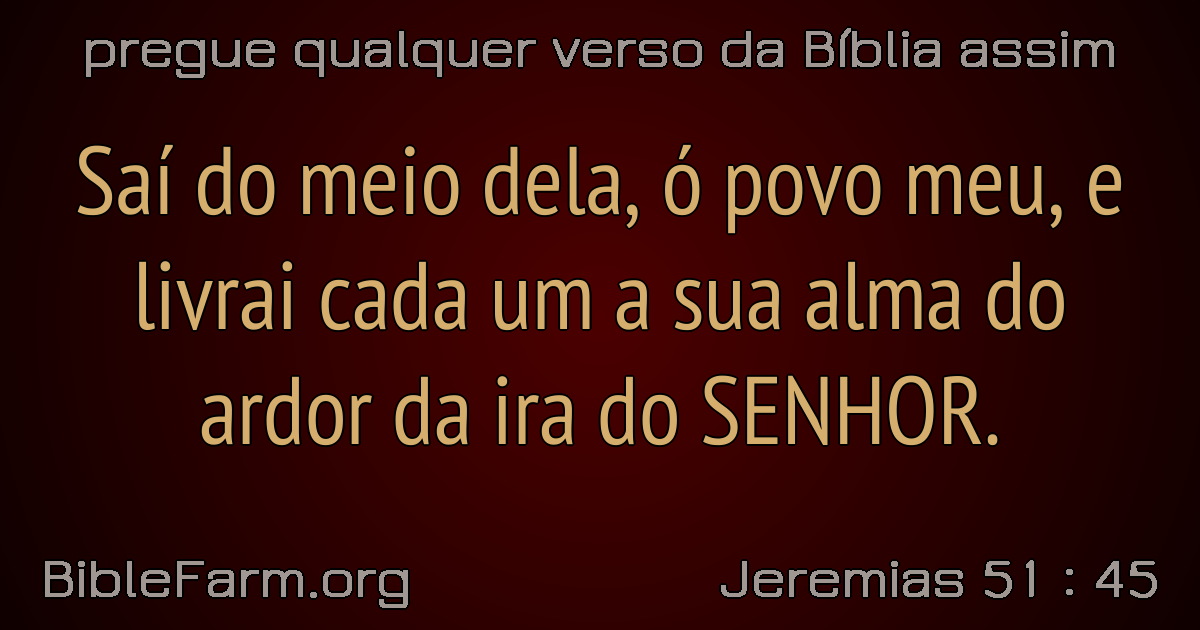 pregue qualquer verso da Bíblia assim
Saí do meio dela, ó povo meu, e
livrai cada um a sua alma do
ardor da ira do SENHOR.
BibleFarm.org
Jeremias 51 : 45